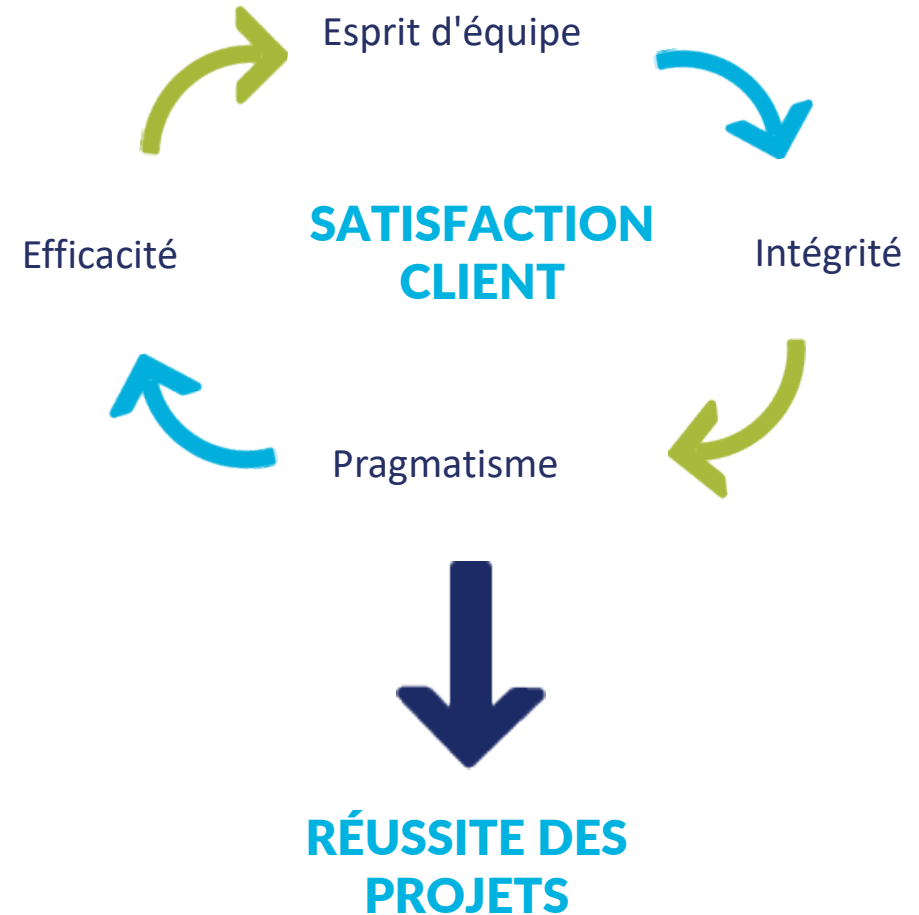 Esprit d'équipe
Efficacité
SATISFACTION
CLIENT
Intégrité
Pragmatisme
RÉUSSITE DES
PROJETS